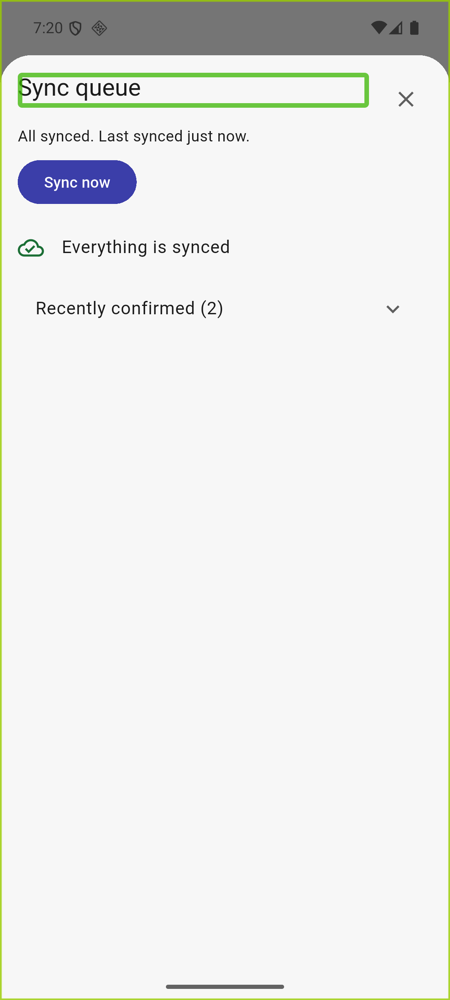 7:20
Sync queue
All synced. Last synced just now.
Sync now
Everything is synced
Recently confirmed (2)